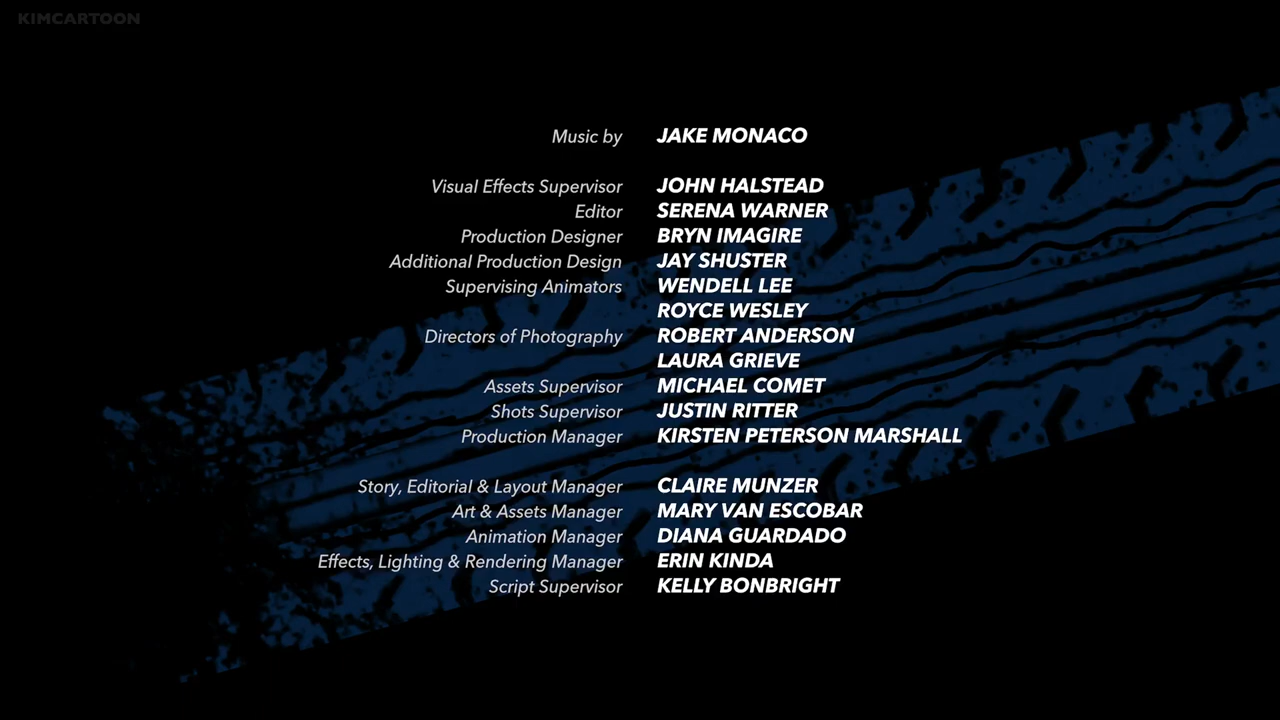 KIMCARTOON
Music by JAKE MONACO
Visual Effects Supervisor JOHN HALSTEAD
Editor SERENA WARNER
Production Designer BRYN IMAGIRE
Additional Production Design JAY SHUSTER
Supervising Animators WENDELL LEE
ROYCE WESLEY
Directors of Photography ROBERT ANDERSON
LAURA GRIEVE
Assets Supervisor MICHAEL COMET
Shots Supervisor JUSTIN RITTER
Production Manager KIRSTEN PETERSON MARSHALL
Story, Editorial & Layout Manager CLAIRE MUNZER
Art & Assets Manager MARY VAN ESCOBAR
Animation Manager DIANA GUARDADO
Effects, Lighting & Rendering Manager ERIN KINDA
Script Supervisor KELLY BONBRIGHT